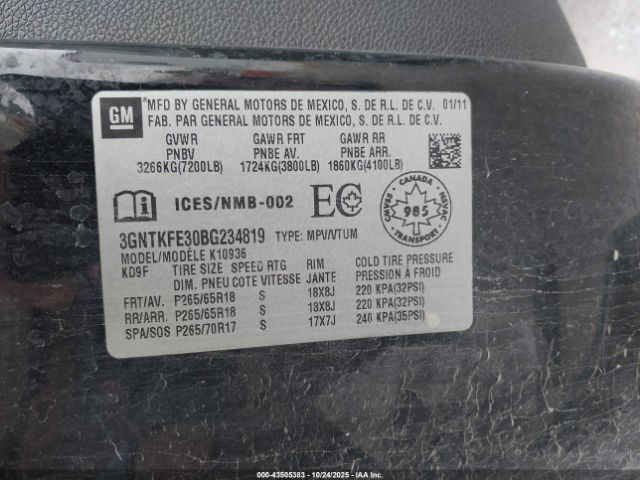 GM
MFD BY GENERAL MOTORS DE MEXICO, S. DE R.L. DE C.V. 01/11
FAB. PAR GENERAL MOTORS DE MEXICO, S. DE R.L. DE C.V.
GVWR GAWR FRT GAWR RR
PNBV PNBE AV. PNBE ARR.
3266KG(7200LB) 1724KG(3800LB) 1860KG(4100LB)
i ICES/NMB-002 EC CANADA 985 TRANSPORT NSVAC CMVSS
3GNTKFE30BG234819 TYPE: MPV/VTUM
MODEL/MODÈLE K10936
KD9F TIRE SIZE SPEED RTG RIM COLD TIRE PRESSURE
DIM. PNEU COTE VITESSE JANTE PRESSION À FROID
FRT/AV. P265/65R18 S 18X8J 220 KPA(32PSI)
RR/ARR. P265/65R18 S 18X8J 220 KPA(32PSI)
SPA/SOS P265/70R17 S 17X7J 240 KPA(35PSI)
© 000-43505383 - 10/24/2025 - IAAI, Inc.